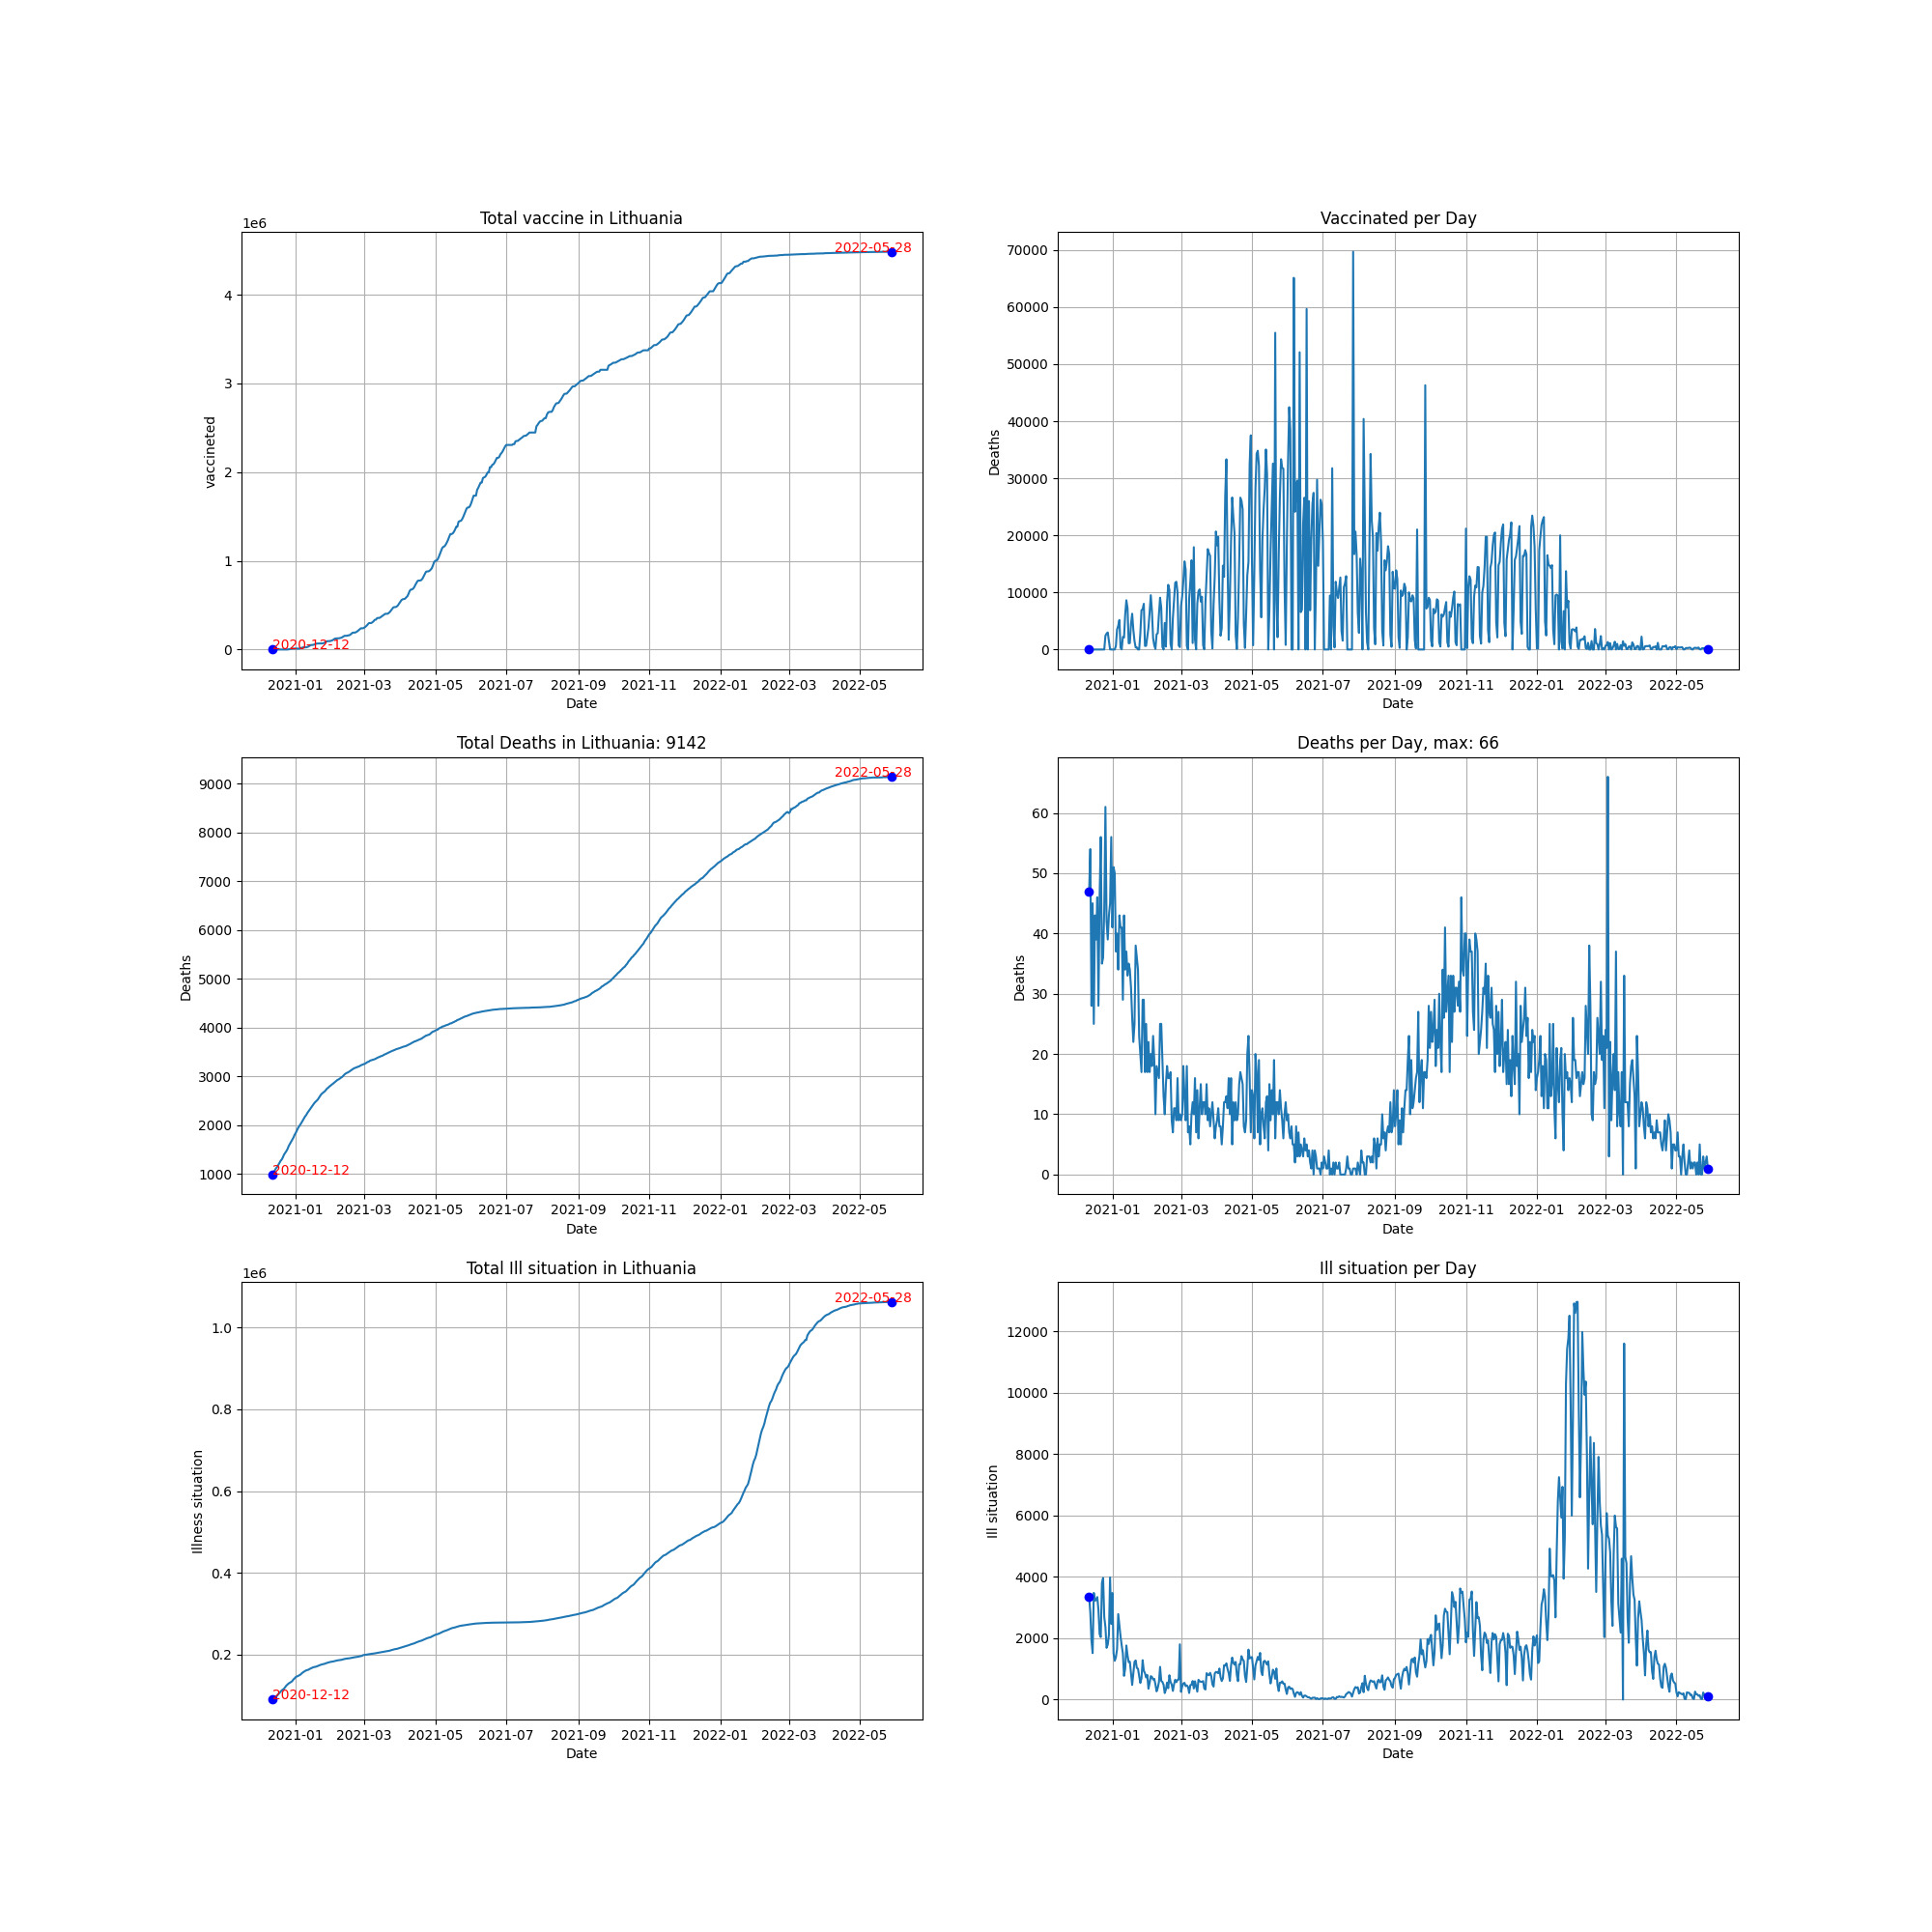 Total vaccine in Lithuania
1e6
vaccineted
4
3
2
1
0
2020-12-12
2022-05-28
2021-01 2021-03 2021-05 2021-07 2021-09 2021-11 2022-01 2022-03 2022-05
Date
Vaccinated per Day
Deaths
70000
60000
50000
40000
30000
20000
10000
0
2021-01 2021-03 2021-05 2021-07 2021-09 2021-11 2022-01 2022-03 2022-05
Date
Total Deaths in Lithuania: 9142
Deaths
9000
8000
7000
6000
5000
4000
3000
2000
1000
2020-12-12
2022-05-28
2021-01 2021-03 2021-05 2021-07 2021-09 2021-11 2022-01 2022-03 2022-05
Date
Deaths per Day, max: 66
Deaths
60
50
40
30
20
10
0
2021-01 2021-03 2021-05 2021-07 2021-09 2021-11 2022-01 2022-03 2022-05
Date
Total Ill situation in Lithuania
1e6
Illness situation
1.0
0.8
0.6
0.4
0.2
2020-12-12
2022-05-28
2021-01 2021-03 2021-05 2021-07 2021-09 2021-11 2022-01 2022-03 2022-05
Date
Ill situation per Day
Ill situation
12000
10000
8000
6000
4000
2000
0
2021-01 2021-03 2021-05 2021-07 2021-09 2021-11 2022-01 2022-03 2022-05
Date